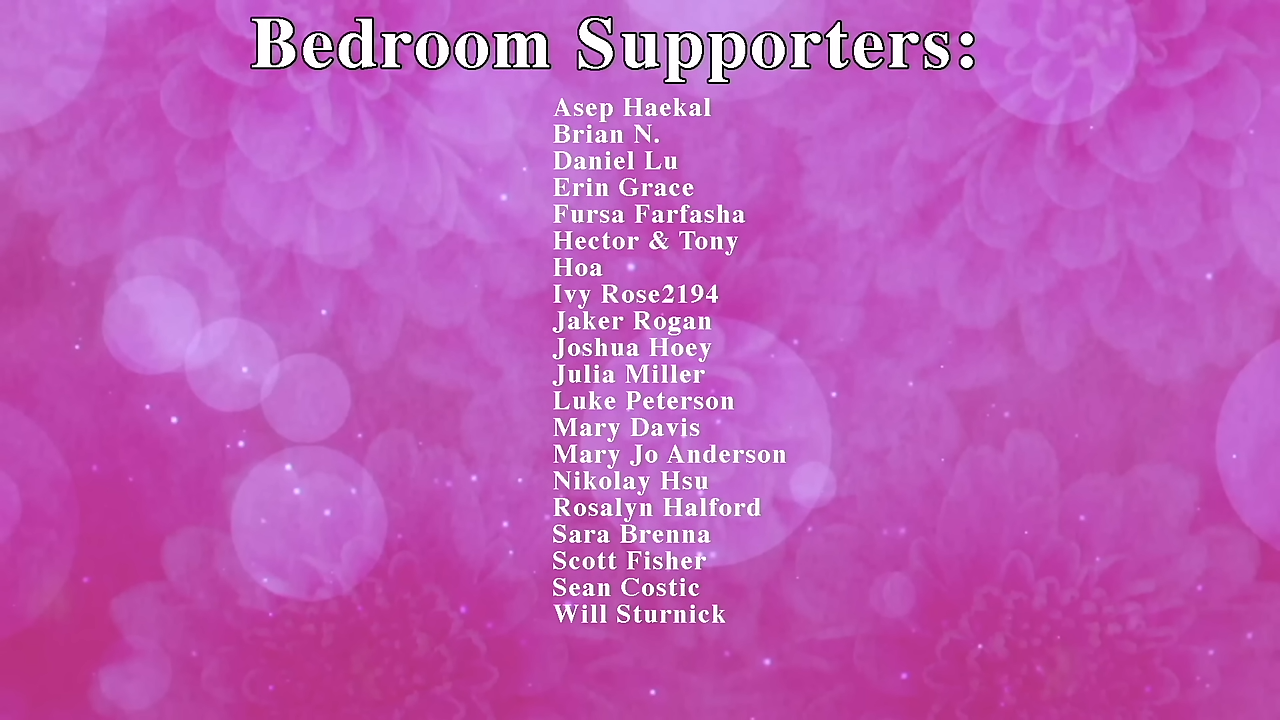 Bedroom Supporters:
Asep Haekal
Brian N.
Daniel Lu
Erin Grace
Fursa Farfasha
Hector & Tony
Hoa
Ivy Rose2194
Jaker Rogan
Joshua Hoey
Julia Miller
Luke Peterson
Mary Davis
Mary Jo Anderson
Nikolay Hsu
Rosalyn Halford
Sara Brenna
Scott Fisher
Sean Costic
Will Sturnick